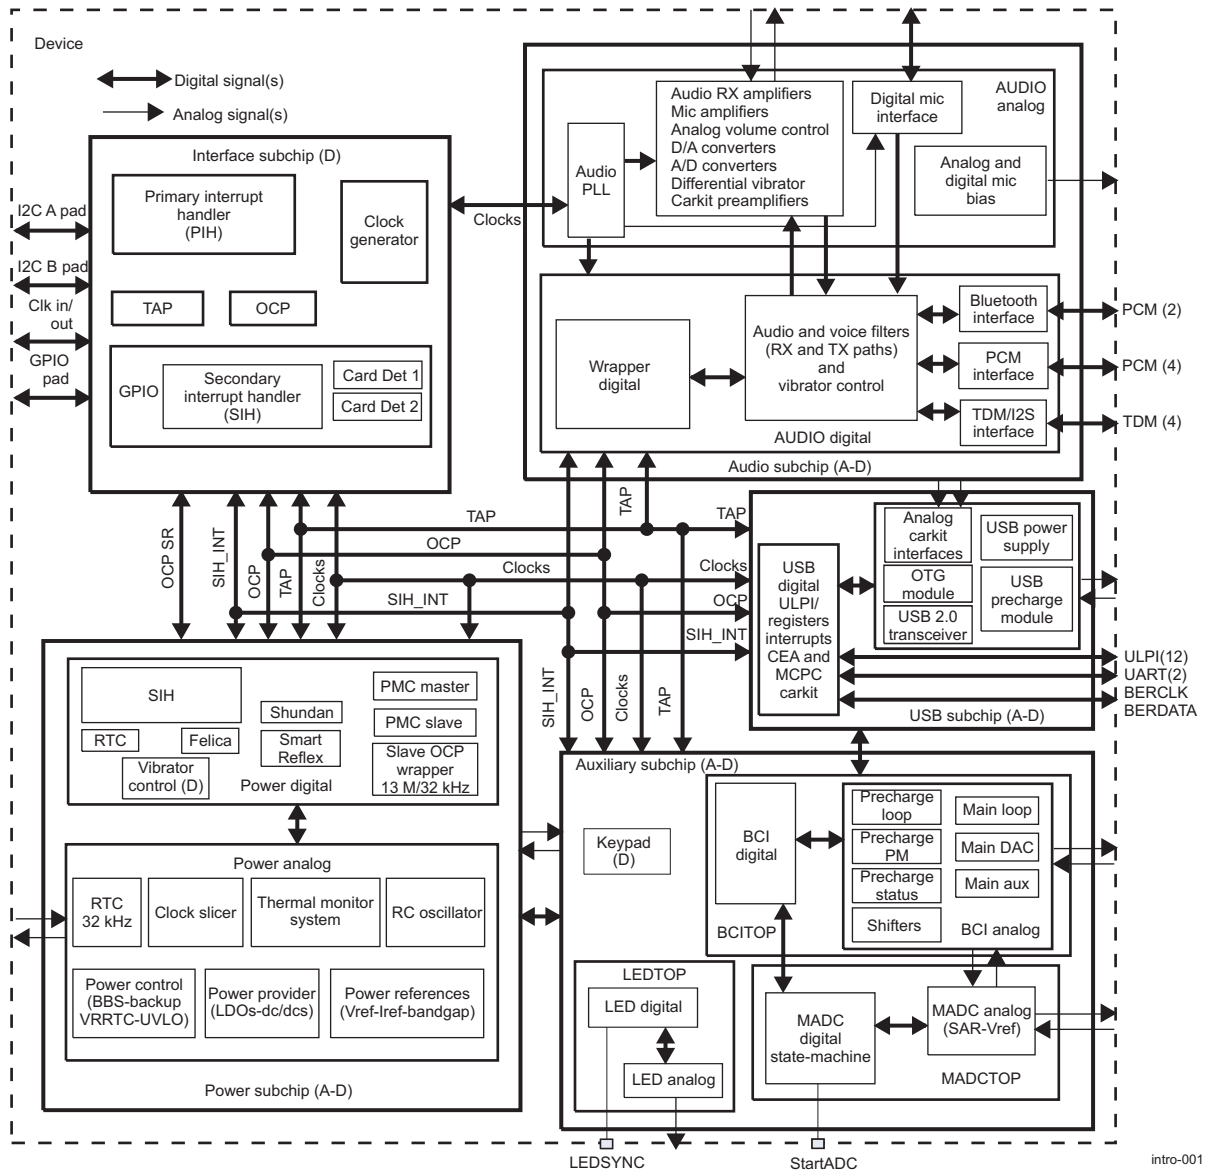 Device
Digital signal(s)
Analog signal(s)
Interface subchip (D)
Primary interrupt
handler
(PIH)
Clock
generator
TAP
OCP
GPIO
Secondary
interrupt handler
(SIH)
Card Det 1
Card Det 2
I2C A pad
I2C B pad
Clk in/
out
GPIO
pad
Clocks
AUDIO
analog
Audio
PLL
Audio RX amplifiers
Mic amplifiers
Analog volume control
D/A converters
A/D converters
Differential vibrator
Carkit preamplifiers
Digital mic
interface
Analog and
digital mic
bias
Wrapper
digital
Audio and voice filters
(RX and TX paths)
and
vibrator control
Bluetooth
interface
PCM
interface
TDM/I2S
interface
AUDIO digital
Audio subchip (A-D)
PCM (2)
PCM (4)
TDM (4)
OCP SR
SIH_INT
OCP
TAP
Clocks
TAP
TAP
TAP
OCP
Clocks
Clocks
SIH_INT
OCP
SIH_INT
SIH_INT
OCP
Clocks
TAP
USB
digital
ULPI/
registers
interrupts
CEA and
MCPC
carkit
Analog
carkit
interfaces
USB power
supply
OTG
module
USB
precharge
module
USB 2.0
transceiver
USB subchip (A-D)
ULPI(12)
UART(2)
BERCLK
BERDATA
SIH
RTC
Felica
Vibrator
control (D)
Shundan
Smart
Reflex
PMC master
PMC slave
Slave OCP
wrapper
13 M/32 kHz
Power digital
Power analog
RTC
32 kHz
Clock slicer
Thermal monitor
system
RC oscillator
Power control
(BBS-backup
VRRTC-UVLO)
Power provider
(LDOs-dc/dcs)
Power references
(Vref-Iref-bandgap)
Power subchip (A-D)
Auxiliary subchip (A-D)
Keypad
(D)
BCI
digital
Precharge
loop
Precharge
PM
Precharge
status
Shifters
Main loop
Main DAC
Main aux
BCI analog
BCITOP
LEDTOP
LED digital
LED analog
MADC
digital
state-machine
MADC analog
(SAR-Vref)
MADCTOP
LEDSYNC
StartADC
intro-001